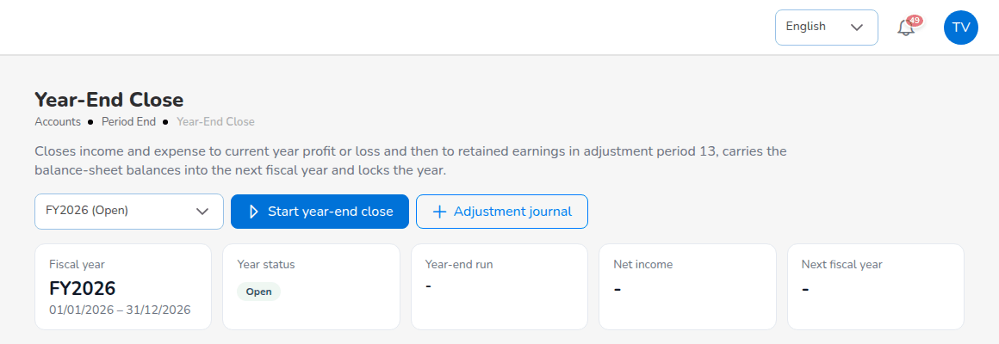 English
49
TV
Year-End Close
Accounts • Period End • Year-End Close
Closes income and expense to current year profit or loss and then to retained earnings in adjustment period 13, carries the
balance-sheet balances into the next fiscal year and locks the year.
FY2026 (Open)
Start year-end close
Adjustment journal
Fiscal year
FY2026
01/01/2026 – 31/12/2026
Year status
Open
Year-end run
-
Net income
-
Next fiscal year
-